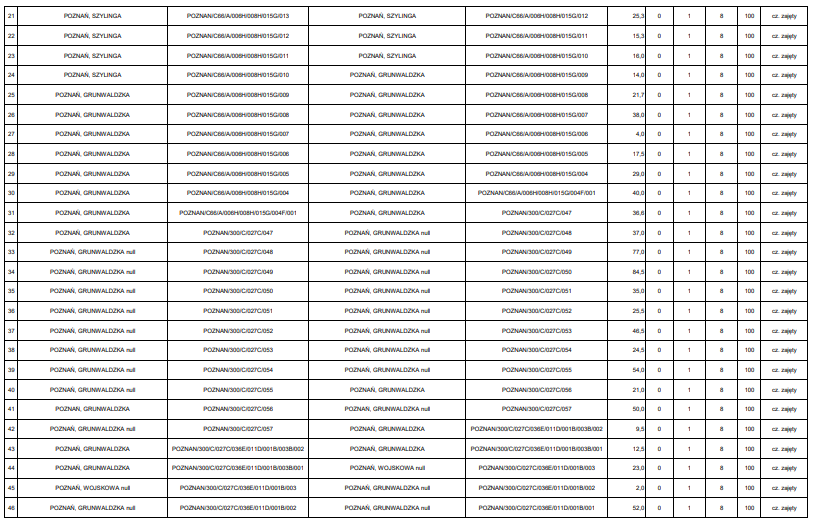 21 POZNAŃ, SZYLINGA POZNAN/C66/A/006H/008H/015G/013 POZNAŃ, SZYLINGA POZNAN/C66/A/006H/008H/015G/012 25,3 0 1 8 100 cz. zajęty
22 POZNAŃ, SZYLINGA POZNAN/C66/A/006H/008H/015G/012 POZNAŃ, SZYLINGA POZNAN/C66/A/006H/008H/015G/011 15,3 0 1 8 100 cz. zajęty
23 POZNAŃ, SZYLINGA POZNAN/C66/A/006H/008H/015G/011 POZNAŃ, SZYLINGA POZNAN/C66/A/006H/008H/015G/010 16,0 0 1 8 100 cz. zajęty
24 POZNAŃ, SZYLINGA POZNAN/C66/A/006H/008H/015G/010 POZNAŃ, GRUNWALDZKA POZNAN/C66/A/006H/008H/015G/009 14,0 0 1 8 100 cz. zajęty
25 POZNAŃ, GRUNWALDZKA POZNAN/C66/A/006H/008H/015G/009 POZNAŃ, GRUNWALDZKA POZNAN/C66/A/006H/008H/015G/008 21,7 0 1 8 100 cz. zajęty
26 POZNAŃ, GRUNWALDZKA POZNAN/C66/A/006H/008H/015G/008 POZNAŃ, GRUNWALDZKA POZNAN/C66/A/006H/008H/015G/007 38,0 0 1 8 100 cz. zajęty
27 POZNAŃ, GRUNWALDZKA POZNAN/C66/A/006H/008H/015G/007 POZNAŃ, GRUNWALDZKA POZNAN/C66/A/006H/008H/015G/006 4,0 0 1 8 100 cz. zajęty
28 POZNAŃ, GRUNWALDZKA POZNAN/C66/A/006H/008H/015G/006 POZNAŃ, GRUNWALDZKA POZNAN/C66/A/006H/008H/015G/005 17,5 0 1 8 100 cz. zajęty
29 POZNAŃ, GRUNWALDZKA POZNAN/C66/A/006H/008H/015G/005 POZNAŃ, GRUNWALDZKA POZNAN/C66/A/006H/008H/015G/004 29,0 0 1 8 100 cz. zajęty
30 POZNAŃ, GRUNWALDZKA POZNAN/C66/A/006H/008H/015G/004 POZNAŃ, GRUNWALDZKA POZNAN/C66/A/006H/008H/015G/004F/001 40,0 0 1 8 100 cz. zajęty
31 POZNAŃ, GRUNWALDZKA POZNAN/C66/A/006H/008H/015G/004F/001 POZNAŃ, GRUNWALDZKA POZNAN/300/C/027C/047 36,6 0 1 8 100 cz. zajęty
32 POZNAŃ, GRUNWALDZKA POZNAN/300/C/027C/047 POZNAŃ, GRUNWALDZKA null POZNAN/300/C/027C/048 37,0 0 1 8 100 cz. zajęty
33 POZNAŃ, GRUNWALDZKA null POZNAN/300/C/027C/048 POZNAŃ, GRUNWALDZKA null POZNAN/300/C/027C/049 77,0 0 1 8 100 cz. zajęty
34 POZNAŃ, GRUNWALDZKA null POZNAN/300/C/027C/049 POZNAŃ, GRUNWALDZKA null POZNAN/300/C/027C/050 84,5 0 1 8 100 cz. zajęty
35 POZNAŃ, GRUNWALDZKA null POZNAN/300/C/027C/050 POZNAŃ, GRUNWALDZKA null POZNAN/300/C/027C/051 35,0 0 1 8 100 cz. zajęty
36 POZNAŃ, GRUNWALDZKA null POZNAN/300/C/027C/051 POZNAŃ, GRUNWALDZKA null POZNAN/300/C/027C/052 25,5 0 1 8 100 cz. zajęty
37 POZNAŃ, GRUNWALDZKA null POZNAN/300/C/027C/052 POZNAŃ, GRUNWALDZKA null POZNAN/300/C/027C/053 46,5 0 1 8 100 cz. zajęty
38 POZNAŃ, GRUNWALDZKA null POZNAN/300/C/027C/053 POZNAŃ, GRUNWALDZKA null POZNAN/300/C/027C/054 24,5 0 1 8 100 cz. zajęty
39 POZNAŃ, GRUNWALDZKA null POZNAN/300/C/027C/054 POZNAŃ, GRUNWALDZKA null POZNAN/300/C/027C/055 54,0 0 1 8 100 cz. zajęty
40 POZNAŃ, GRUNWALDZKA null POZNAN/300/C/027C/055 POZNAŃ, GRUNWALDZKA POZNAN/300/C/027C/056 21,0 0 1 8 100 cz. zajęty
41 POZNAŃ, GRUNWALDZKA POZNAN/300/C/027C/056 POZNAŃ, GRUNWALDZKA null POZNAN/300/C/027C/057 50,0 0 1 8 100 cz. zajęty
42 POZNAŃ, GRUNWALDZKA null POZNAN/300/C/027C/057 POZNAŃ, GRUNWALDZKA POZNAN/300/C/027C/036E/011D/001B/003B/002 9,5 0 1 8 100 cz. zajęty
43 POZNAŃ, GRUNWALDZKA POZNAN/300/C/027C/036E/011D/001B/003B/002 POZNAŃ, GRUNWALDZKA POZNAN/300/C/027C/036E/011D/001B/003B/001 12,5 0 1 8 100 cz. zajęty
44 POZNAŃ, GRUNWALDZKA POZNAN/300/C/027C/036E/011D/001B/003B/001 POZNAŃ, WOJSKOWA null POZNAN/300/C/027C/036E/011D/001B/003 23,0 0 1 8 100 cz. zajęty
45 POZNAŃ, WOJSKOWA null POZNAN/300/C/027C/036E/011D/001B/003 POZNAŃ, GRUNWALDZKA null POZNAN/300/C/027C/036E/011D/001B/002 2,0 0 1 8 100 cz. zajęty
46 POZNAŃ, GRUNWALDZKA null POZNAN/300/C/027C/036E/011D/001B/002 POZNAŃ, GRUNWALDZKA null POZNAN/300/C/027C/036E/011D/001B/001 52,0 0 1 8 100 cz. zajęty